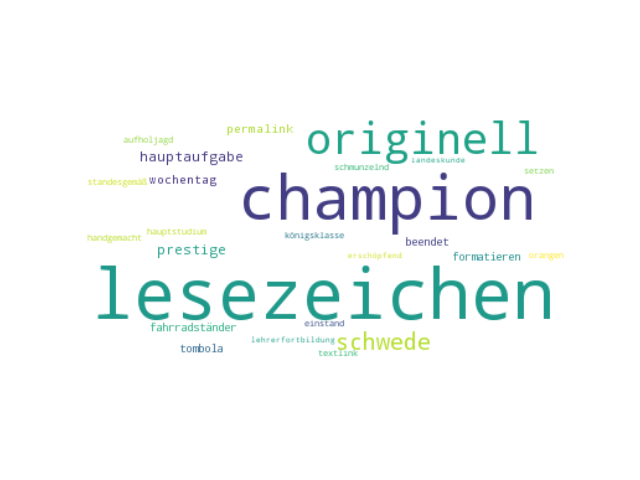 permalink
originell
aufholjagd
hauptaufgabe
landeskunde
schmunzelnd
setzen
standesgemäß
wochentag
champion
hauptstudium
handgemacht
königsklasse
beendet
prestige
erschöpfend
formatieren
orangen
lesezeichen
einstand
fahrradständer
lehrerfortbildung
schwede
tombola
textlink